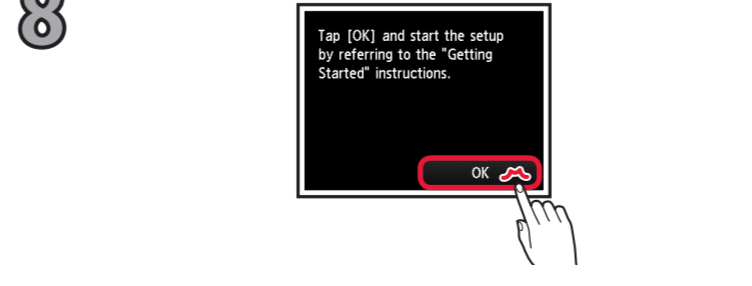 8
Tap [OK] and start the setup
by referring to the "Getting
Started" instructions.
OK